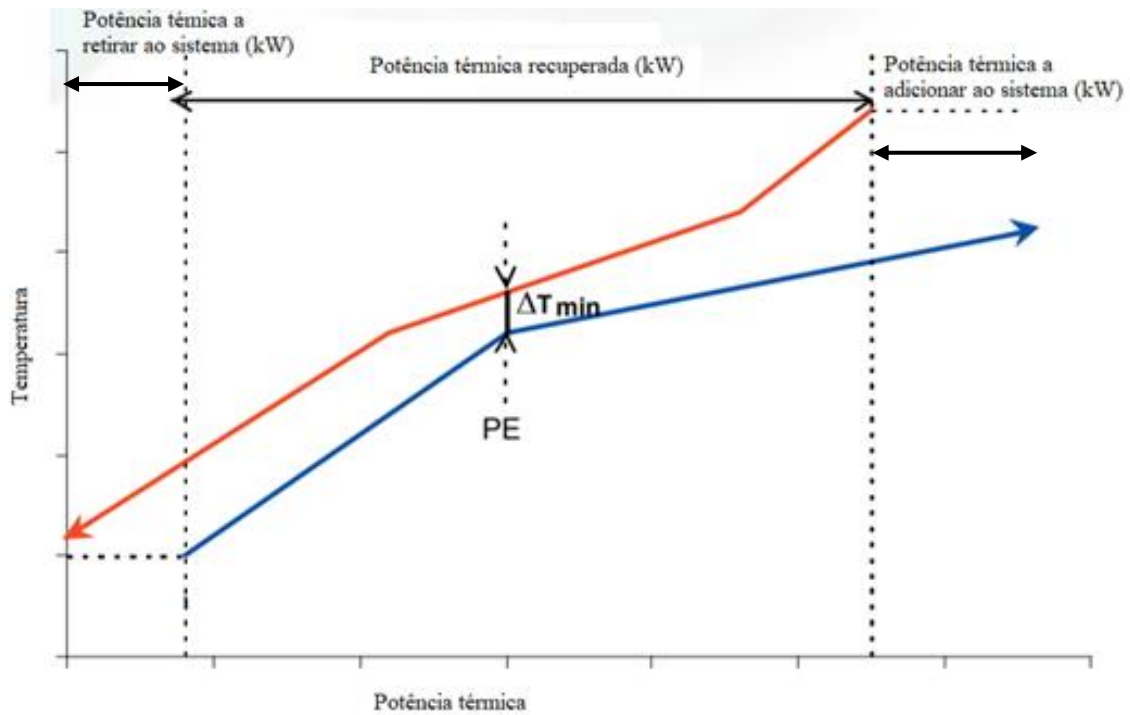 Potência témica a
retirar ao sistema (kW)
Potência térmica recuperada (kW)
Potência térmica a
adicionar ao sistema (kW)
ΔTmin
PE
Temperatura
Potência térmica